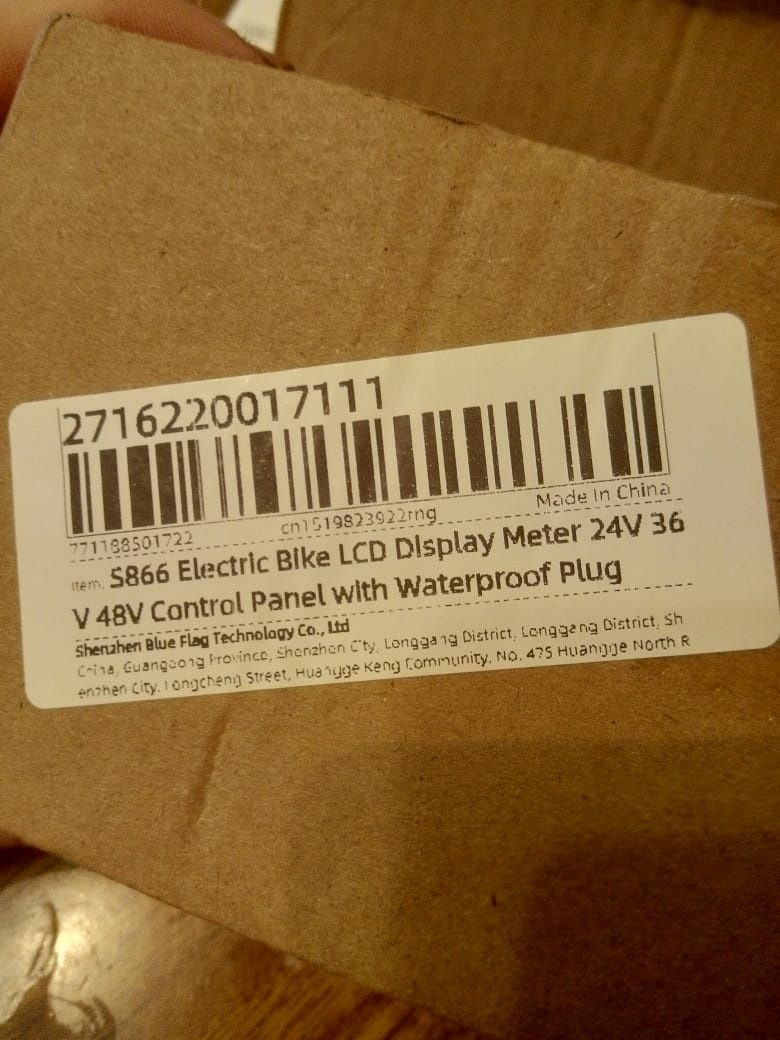 2716220017111
771188501722 cn1519823922rng Made In China
Item: S866 Electric Bike LCD Display Meter 24V 36
V 48V Control Panel with Waterproof Plug
Shenzhen Blue Flag Technology Co., Ltd
China, Guangdong Province, Shenzhen City, Longgang District, Longgang District, Sh
enzhen City, Longcheng Street, Huangge Keng Community, No. 475 Huangge North R